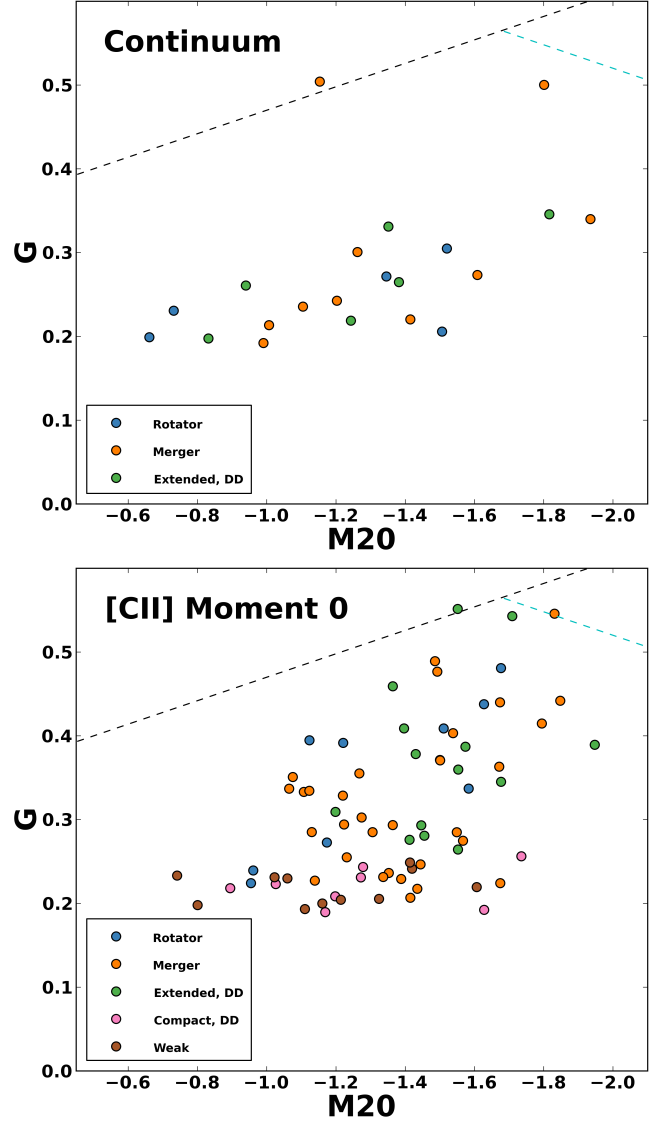 Continuum
G
0.5
0.4
0.3
0.2
0.1
0.0
Rotator
Merger
Extended, DD
−0.6 −0.8 −1.0 −1.2 −1.4 −1.6 −1.8 −2.0
M20
[CII] Moment 0
G
0.5
0.4
0.3
0.2
0.1
0.0
Rotator
Merger
Extended, DD
Compact, DD
Weak
−0.6 −0.8 −1.0 −1.2 −1.4 −1.6 −1.8 −2.0
M20